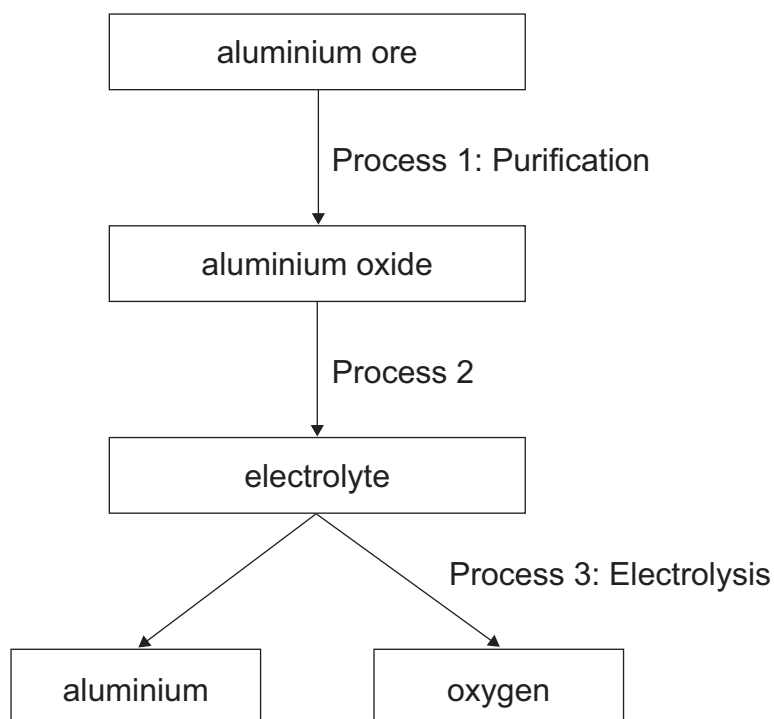 aluminium ore
Process 1: Purification
aluminium oxide
Process 2
electrolyte
Process 3: Electrolysis
aluminium
oxygen